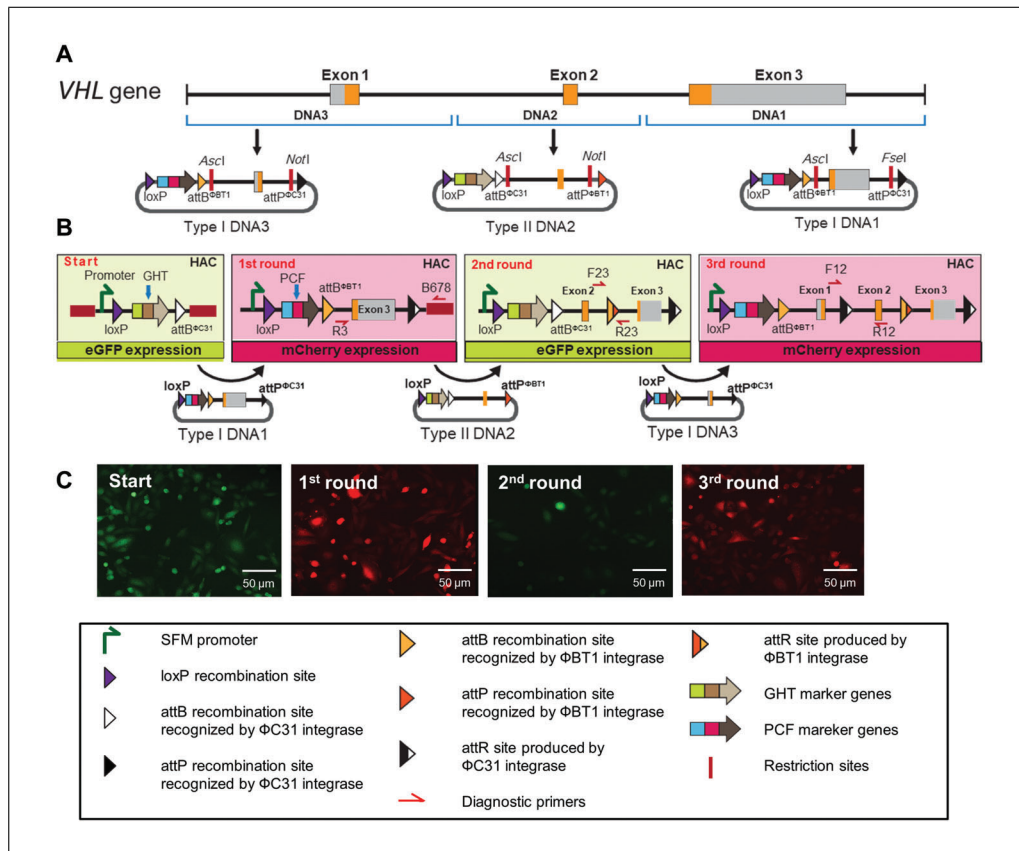 A
VHL gene
Exon 1
Exon 2
Exon 3
DNA3
DNA2
DNA1
AscI
NotI
loxP
attBΦBT1
attPΦC31
Type I DNA3
AscI
NotI
loxP
attBΦC31
attPΦBT1
Type II DNA2
AscI
FseI
loxP
attBΦBT1
attPΦC31
Type I DNA1
B
Start
HAC
Promoter
GHT
loxP
attBΦC31
eGFP expression
1st round
HAC
PCF
attBΦBT1
B678
loxP
R3
Exon 3
mCherry expression
2nd round
HAC
F23
Exon 2
Exon 3
loxP
attBΦC31
R23
eGFP expression
3rd round
HAC
F12
Exon 1
Exon 2
Exon 3
loxP
attBΦBT1
R12
mCherry expression
loxP
attPΦC31
Type I DNA1
attPΦBT1
loxP
Type II DNA2
loxP
attPΦC31
Type I DNA3
C
Start
50 µm
1st round
50 µm
2nd round
50 µm
3rd round
50 µm
SFM promoter
loxP recombination site
attB recombination site
recognized by ΦC31 integrase
attP recombination site
recognized by ΦC31 integrase
attB recombination site
recognized by ΦBT1 integrase
attP recombination site
recognized by ΦBT1 integrase
attR site produced by
ΦC31 integrase
Diagnostic primers
attR site produced by
ΦBT1 integrase
GHT marker genes
PCF mareker genes
Restriction sites